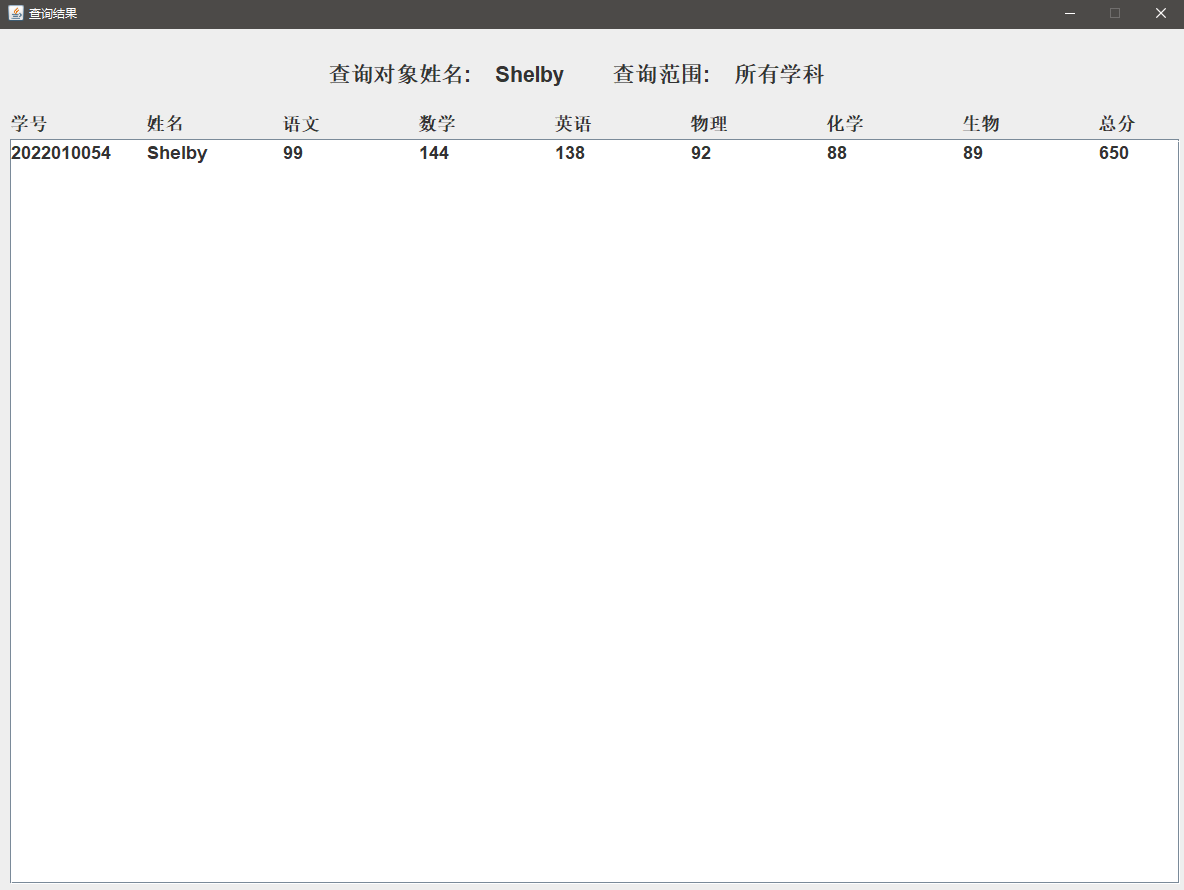 查询结果
查询对象姓名: Shelby 查询范围: 所有学科
学号 姓名 语文 数学 英语 物理 化学 生物 总分
2022010054 Shelby 99 144 138 92 88 89 650